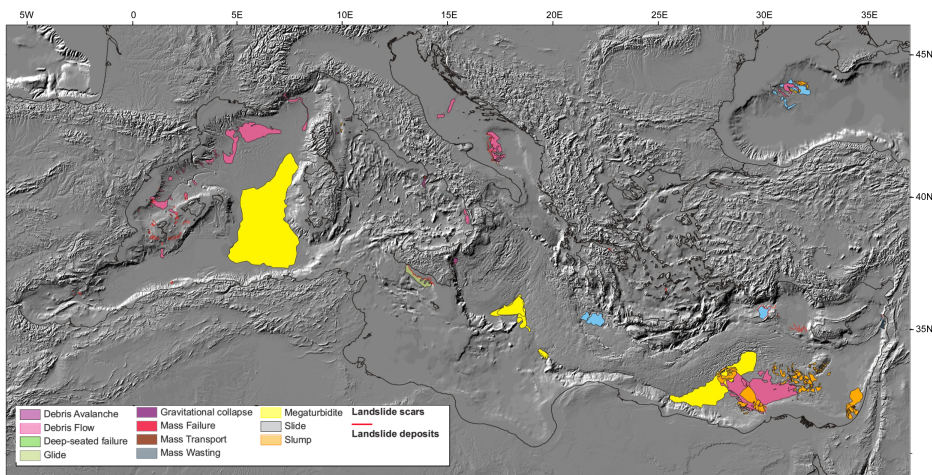 5W 0 5E 10E 15E 20E 25E 30E 35E
45N
40N
35N
Debris Avalanche
Debris Flow
Deep-seated failure
Glide
Gravitational collapse
Mass Failure
Mass Transport
Mass Wasting
Megaturbidite
Slide
Slump
Landslide scars
Landslide deposits